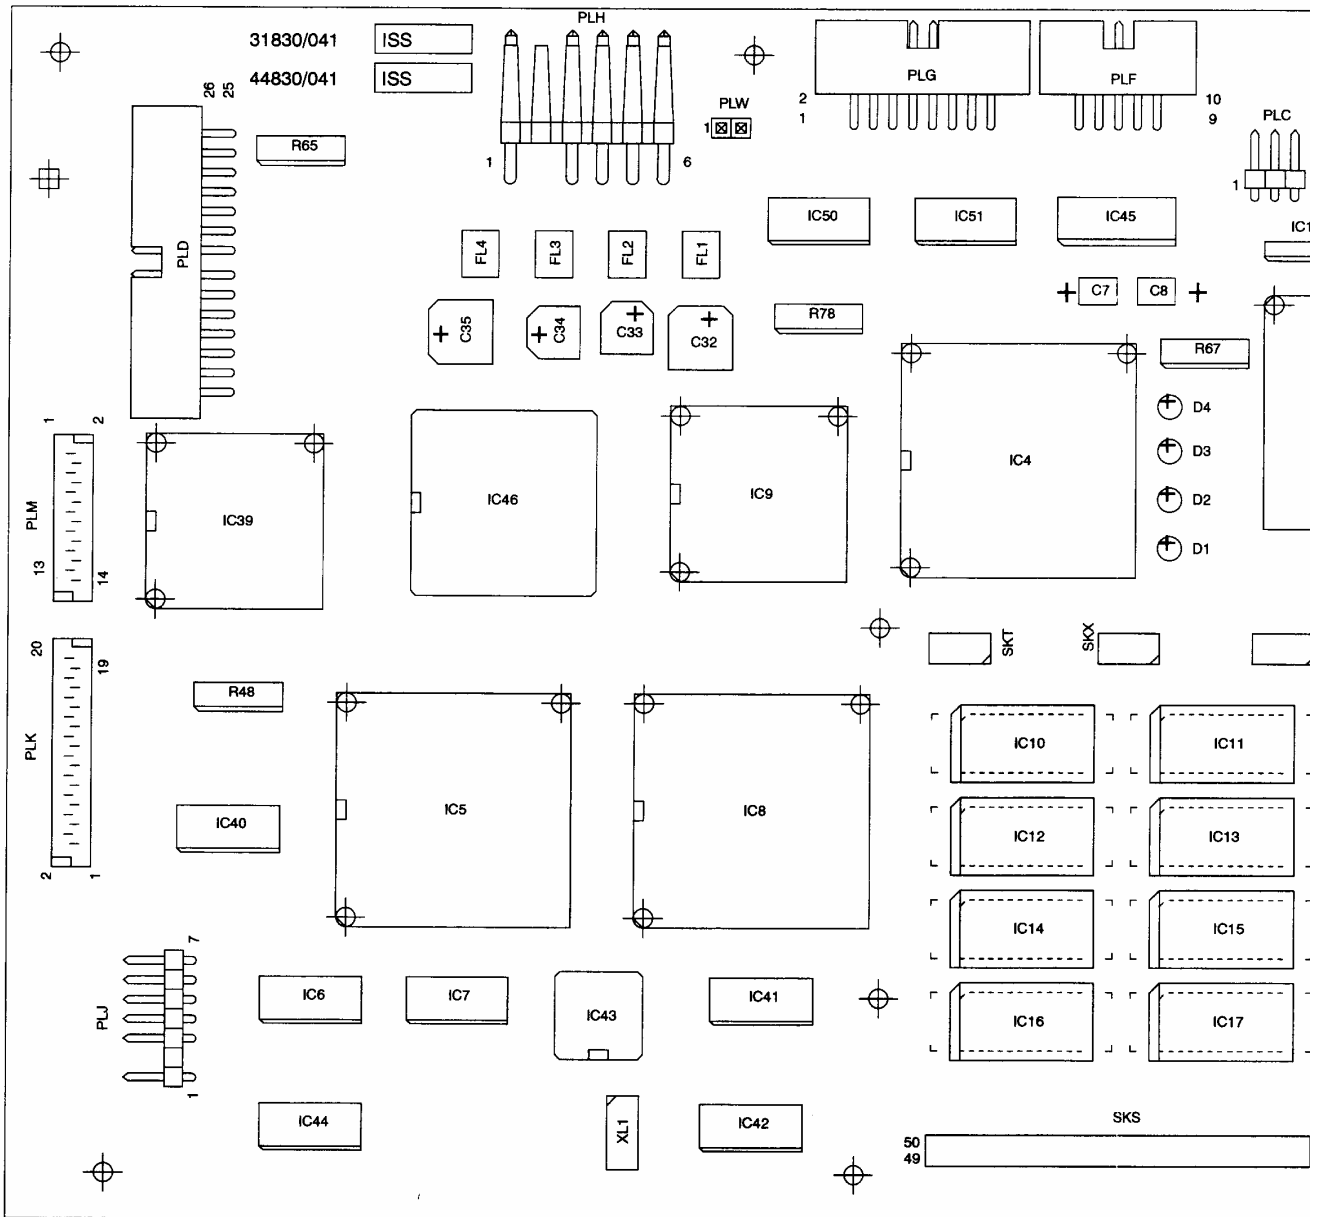 31830/041 ISS
44830/041 ISS
PLH
1 6
PLW
1
PLG
2
1
PLF
10
9
PLC
1
26
25
PLD
R65
IC50
IC51
IC45
IC1
FL4
FL3
FL2
FL1
C7
C8
C35
C34
C33
C32
R78
R67
D4
D3
D2
D1
1 2
PLM
13 14
IC39
IC46
IC9
IC4
SKT
SKX
20 19
PLK
2 1
R48
IC40
IC5
IC8
IC10
IC11
IC12
IC13
IC14
IC15
IC16
IC17
7
PLJ
1
IC6
IC7
IC43
IC41
IC44
XL1
IC42
SKS
50
49